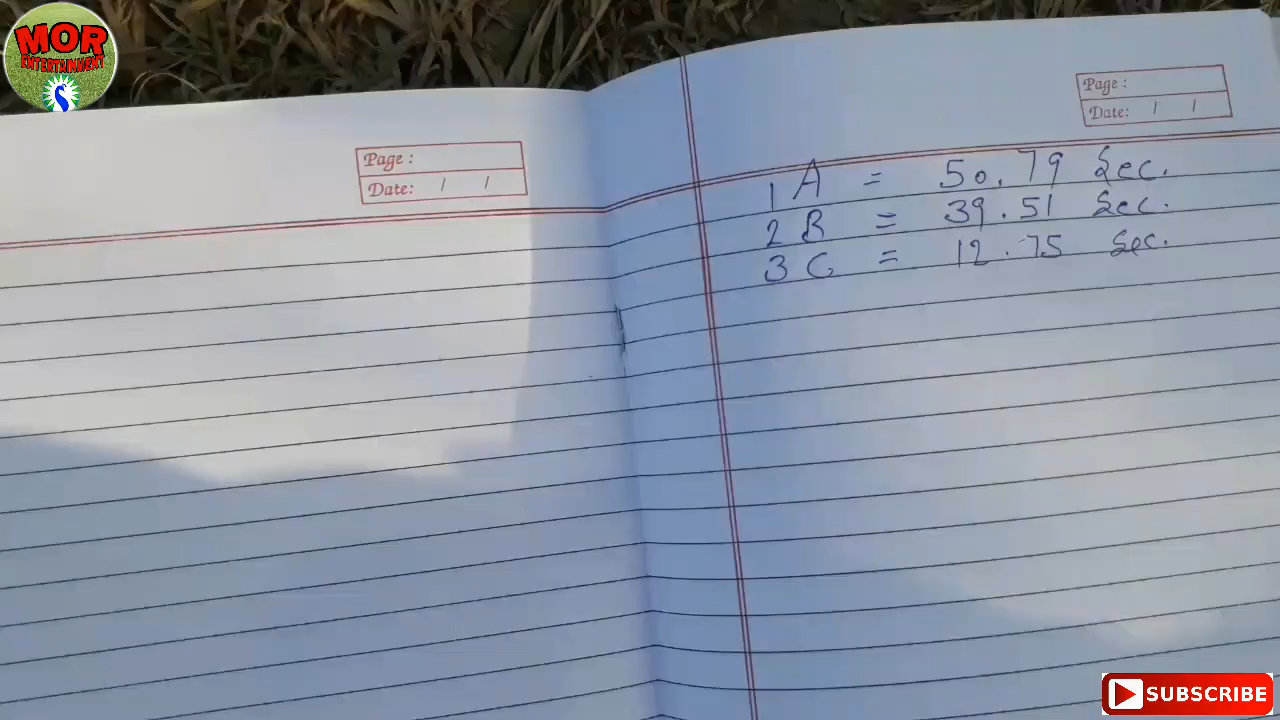 MOR
ENTERTAINMENT
Page :
Date: / /
Page :
Date: / /
1 A = 50.79 Sec.
2 B = 39.51 Sec.
3 C = 12.75 Sec.
SUBSCRIBE